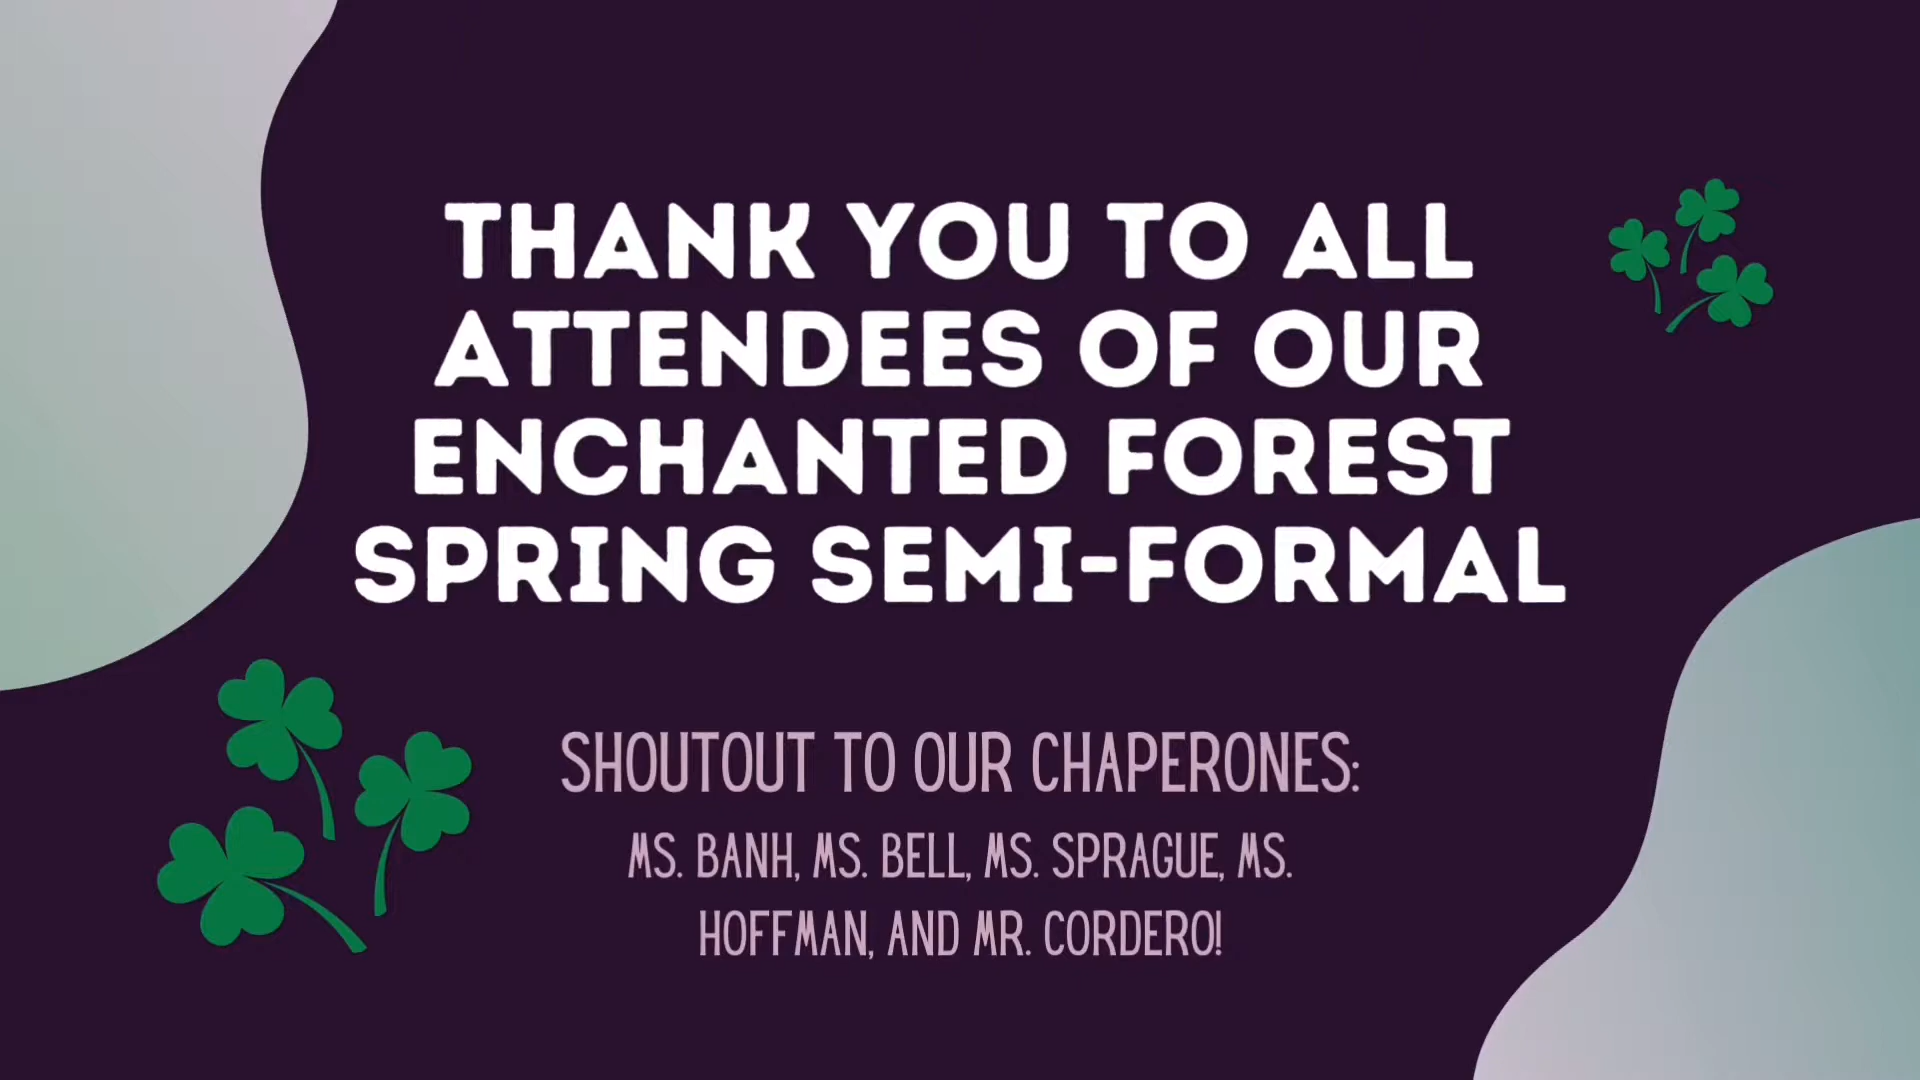 THANK YOU TO ALL
ATTENDEES OF OUR
ENCHANTED FOREST
SPRING SEMI-FORMAL
SHOUTOUT TO OUR CHAPERONES:
MS. BANH, MS. BELL, MS. SPRAGUE, MS.
HOFFMAN, AND MR. CORDERO!